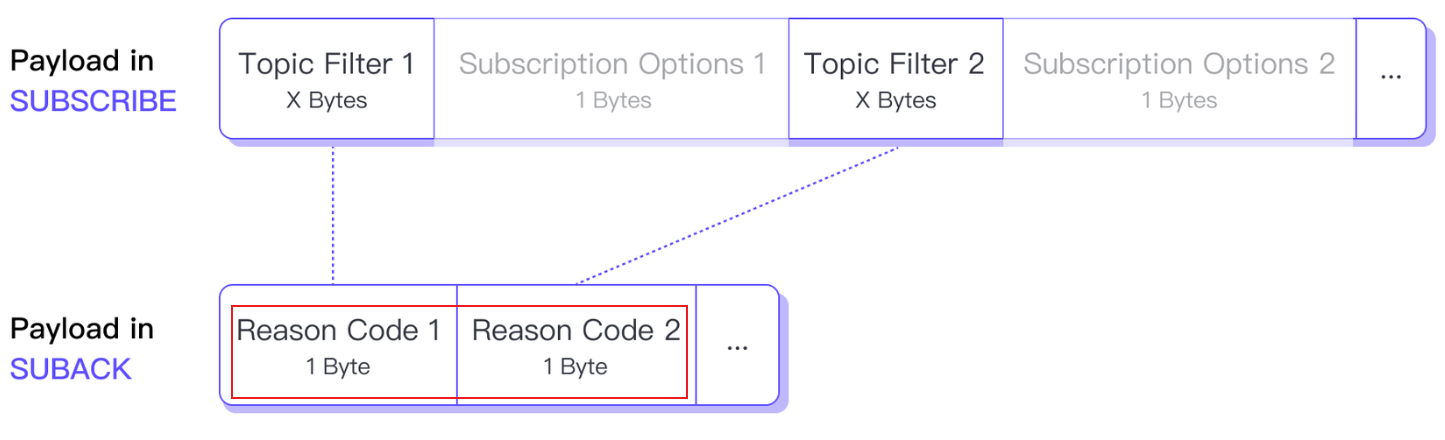 Payload in
SUBSCRIBE
Topic Filter 1
X Bytes
Subscription Options 1
1 Bytes
Topic Filter 2
X Bytes
Subscription Options 2
1 Bytes
...
Payload in
SUBACK
Reason Code 1
1 Byte
Reason Code 2
1 Byte
...